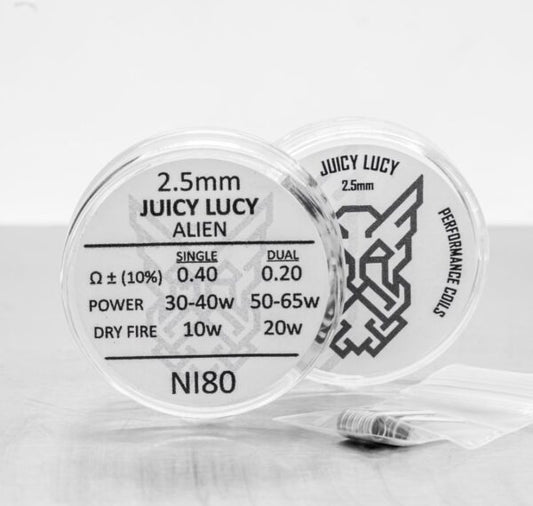 2.5mm
JUICY LUCY
ALIEN
SINGLE DUAL
Ω ± (10%) 0.40 0.20
POWER 30-40w 50-65w
DRY FIRE 10w 20w
NI80
JUICY LUCY
2.5mm
PERFORMANCE COILS